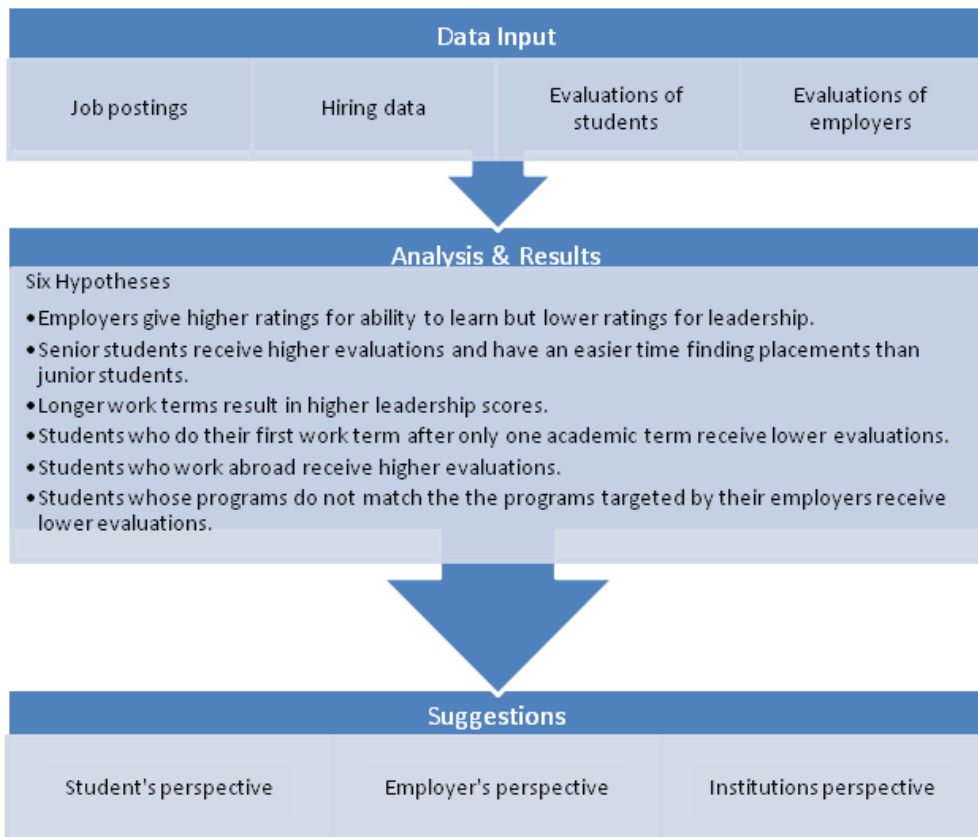 Data Input
Job postings
Hiring data
Evaluations of
students
Evaluations of
employers
Analysis & Results
Six Hypotheses
•Employers give higher ratings for ability to learn but lower ratings for leadership.
•Senior students receive higher evaluations and have an easier time finding placements than
junior students.
•Longer work terms result in higher leadership scores.
•Students who do their first work term after only one academic term receive lower evaluations.
•Students who work abroad receive higher evaluations.
•Students whose programs do not match the the programs targeted by their employers receive
lower evaluations.
Suggestions
Student's perspective
Employer's perspective
Institutions perspective